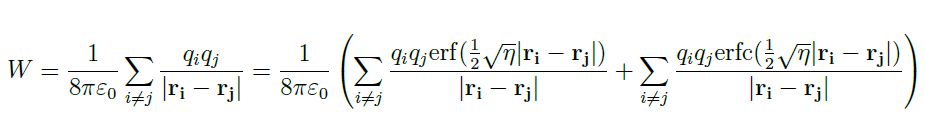 $W = \frac{1}{8\pi\varepsilon_0} \sum_{i \neq j} \frac{q_i q_j}{|\mathbf{r_i} - \mathbf{r_j}|} = \frac{1}{8\pi\varepsilon_0} \left( \sum_{i \neq j} \frac{q_i q_j \mathrm{erf}(\frac{1}{2}\sqrt{\eta}|\mathbf{r_i} - \mathbf{r_j}|)}{|\mathbf{r_i} - \mathbf{r_j}|} + \sum_{i \neq j} \frac{q_i q_j \mathrm{erfc}(\frac{1}{2}\sqrt{\eta}|\mathbf{r_i} - \mathbf{r_j}|)}{|\mathbf{r_i} - \mathbf{r_j}|} \right)$